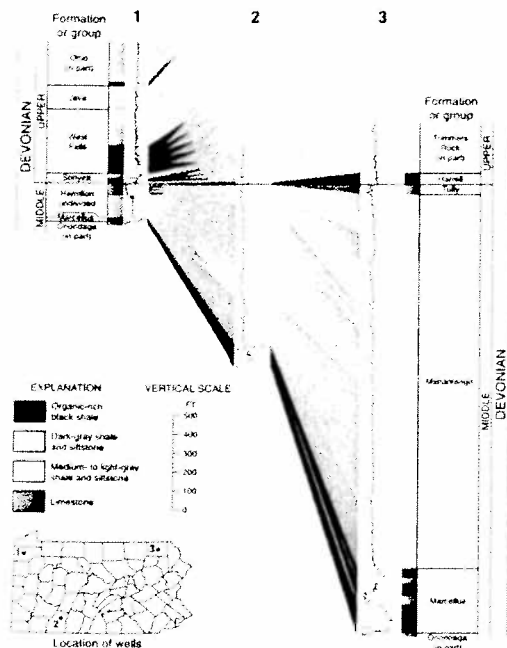 1 2 3
Formation
or group
Ohio
(in part)
Java
West
Falls
Sonyea
Hamilton
undivided
Marcellus
Onondaga
(in part)
DEVONIAN
UPPER
MIDDLE
Formation
or group
Trimmers
Rock
(in part)
Harrell
Tully
Mahantango
Marcellus
Onondaga
(in part)
UPPER
MIDDLE
DEVONIAN
EXPLANATION
Organic-rich
black shale
Dark-gray shale
and siltstone
Medium- to light-gray
shale and siltstone
Limestone
VERTICAL SCALE
FT
500
400
300
200
100
0
1
3
2
Location of wells